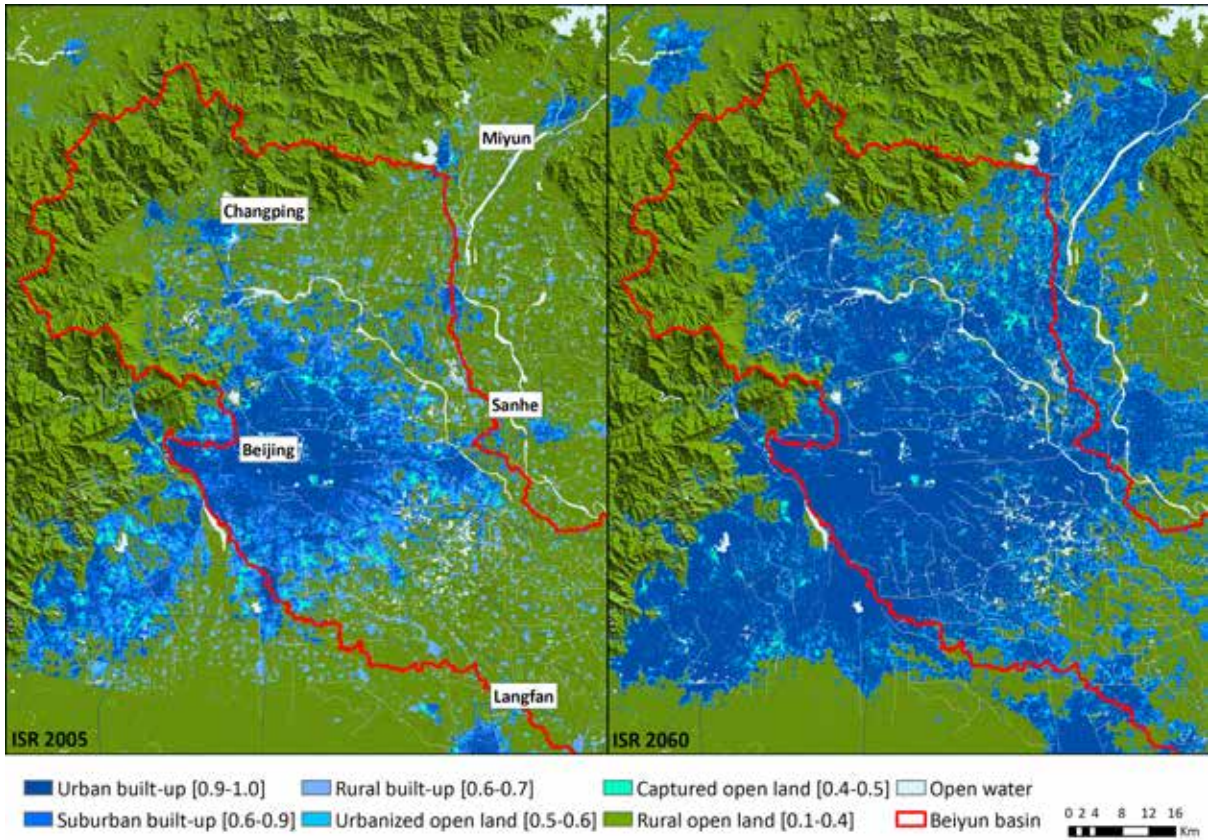 Miyun
Changping
Sanhe
Beijing
Langfan
ISR 2005
ISR 2060
Urban built-up [0.9-1.0]
Rural built-up [0.6-0.7]
Captured open land [0.4-0.5]
Open water
Suburban built-up [0.6-0.9]
Urbanized open land [0.5-0.6]
Rural open land [0.1-0.4]
Beiyun basin
0 2 4 8 12 16
Km